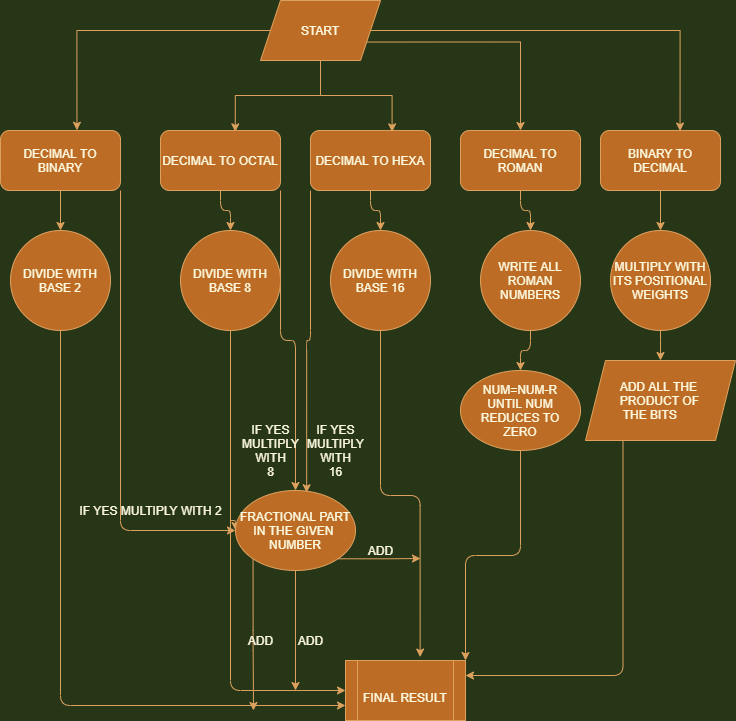 START
DECIMAL TO
BINARY
DECIMAL TO OCTAL
DECIMAL TO HEXA
DECIMAL TO
ROMAN
BINARY TO
DECIMAL
DIVIDE WITH
BASE 2
DIVIDE WITH
BASE 8
DIVIDE WITH
BASE 16
WRITE ALL
ROMAN
NUMBERS
MULTIPLY WITH
ITS POSITIONAL
WEIGHTS
NUM=NUM-R
UNTIL NUM
REDUCES TO
ZERO
ADD ALL THE
PRODUCT OF
THE BITS
IF YES
MULTIPLY
WITH
8
IF YES
MULTIPLY
WITH
16
IF YES MULTIPLY WITH 2
FRACTIONAL PART
IN THE GIVEN
NUMBER
ADD
ADD
ADD
FINAL RESULT